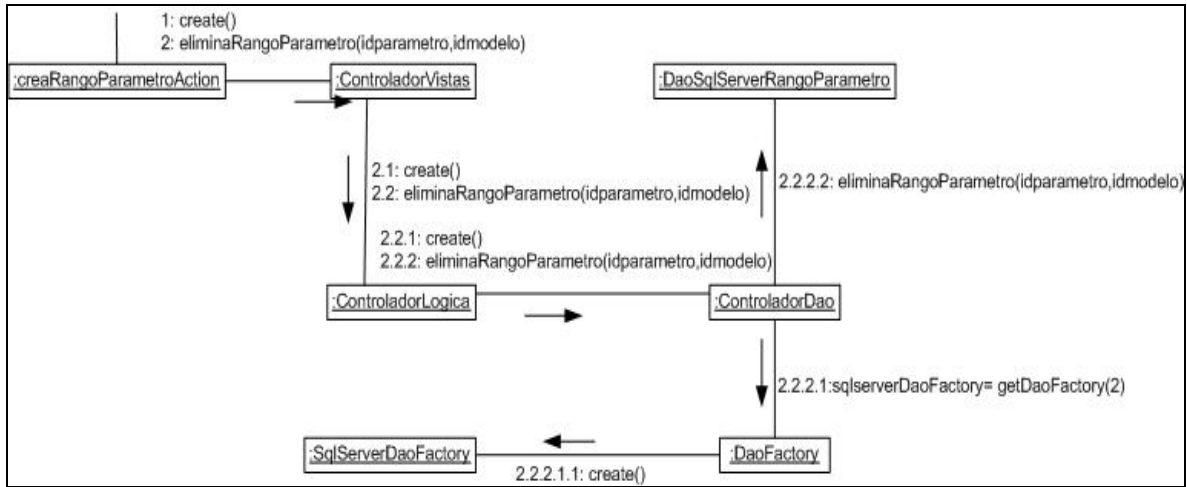 1: create()
2: eliminaRangoParametro(idparametro,idmodelo)
:creaRangoParametroAction
:ControladorVistas
:DaoSqlServerRangoParametro
2.1: create()
2.2: eliminaRangoParametro(idparametro,idmodelo)
2.2.2.2: eliminaRangoParametro(idparametro,idmodelo)
2.2.1: create()
2.2.2: eliminaRangoParametro(idparametro,idmodelo)
:ControladorLogica
:ControladorDao
2.2.2.1:sqlserverDaoFactory= getDaoFactory(2)
:SqlServerDaoFactory
:DaoFactory
2.2.2.1.1: create()